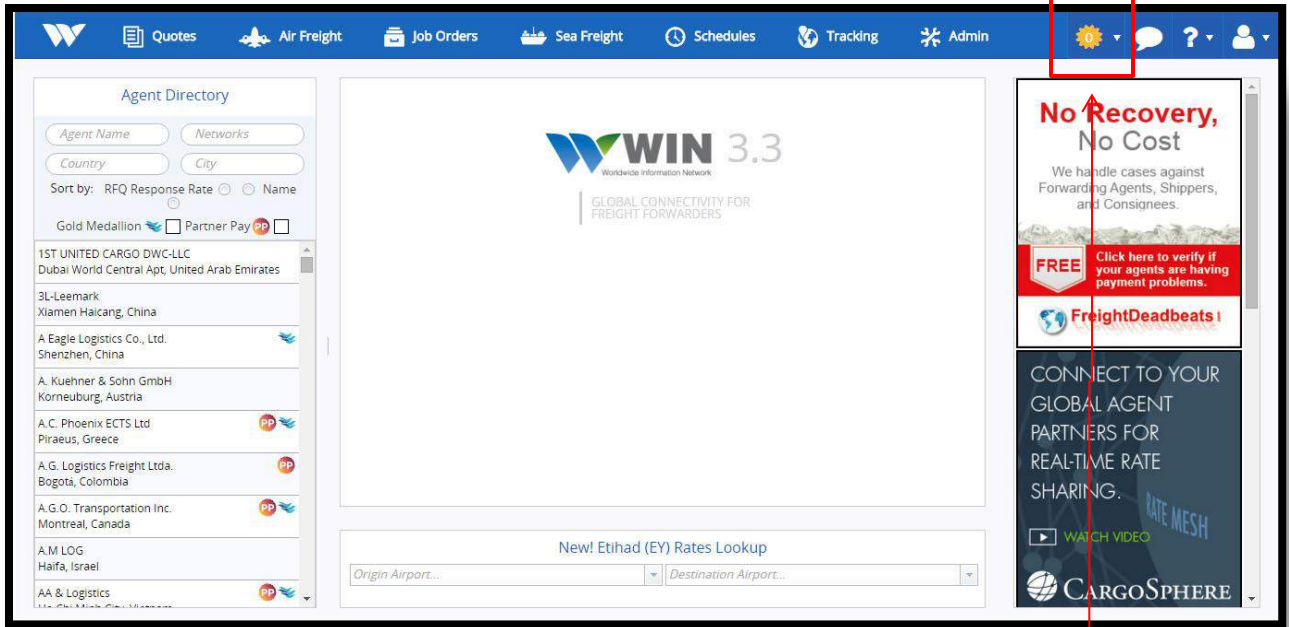 Quotes
Air Freight
Job Orders
Sea Freight
Schedules
Tracking
Admin
0
?
Agent Directory
Agent Name
Networks
Country
City
Sort by: RFQ Response Rate
Name
Gold Medallion
Partner Pay PP
1ST UNITED CARGO DWC-LLC
Dubai World Central Apt, United Arab Emirates
3L-Leemark
Xiamen Haicang, China
A Eagle Logistics Co., Ltd.
Shenzhen, China
A. Kuehner & Sohn GmbH
Korneuburg, Austria
A.C. Phoenix ECTS Ltd
PP
Piraeus, Greece
A.G. Logistics Freight Ltda.
PP
Bogotá, Colombia
A.G.O. Transportation Inc.
PP
Montreal, Canada
A.M LOG
Haifa, Israel
AA & Logistics
PP
WIN 3.3
Worldwide Information Network
GLOBAL CONNECTIVITY FOR
FREIGHT FORWARDERS
New! Etihad (EY) Rates Lookup
Origin Airport...
Destination Airport...
No Recovery,
No Cost
We handle cases against
Forwarding Agents, Shippers,
and Consignees.
FREE
Click here to verify if
your agents are having
payment problems.
FreightDeadbeats
CONNECT TO YOUR
GLOBAL AGENT
PARTNERS FOR
REAL-TIME RATE
SHARING.
RATE MESH
WATCH VIDEO
CARGOSPHERE